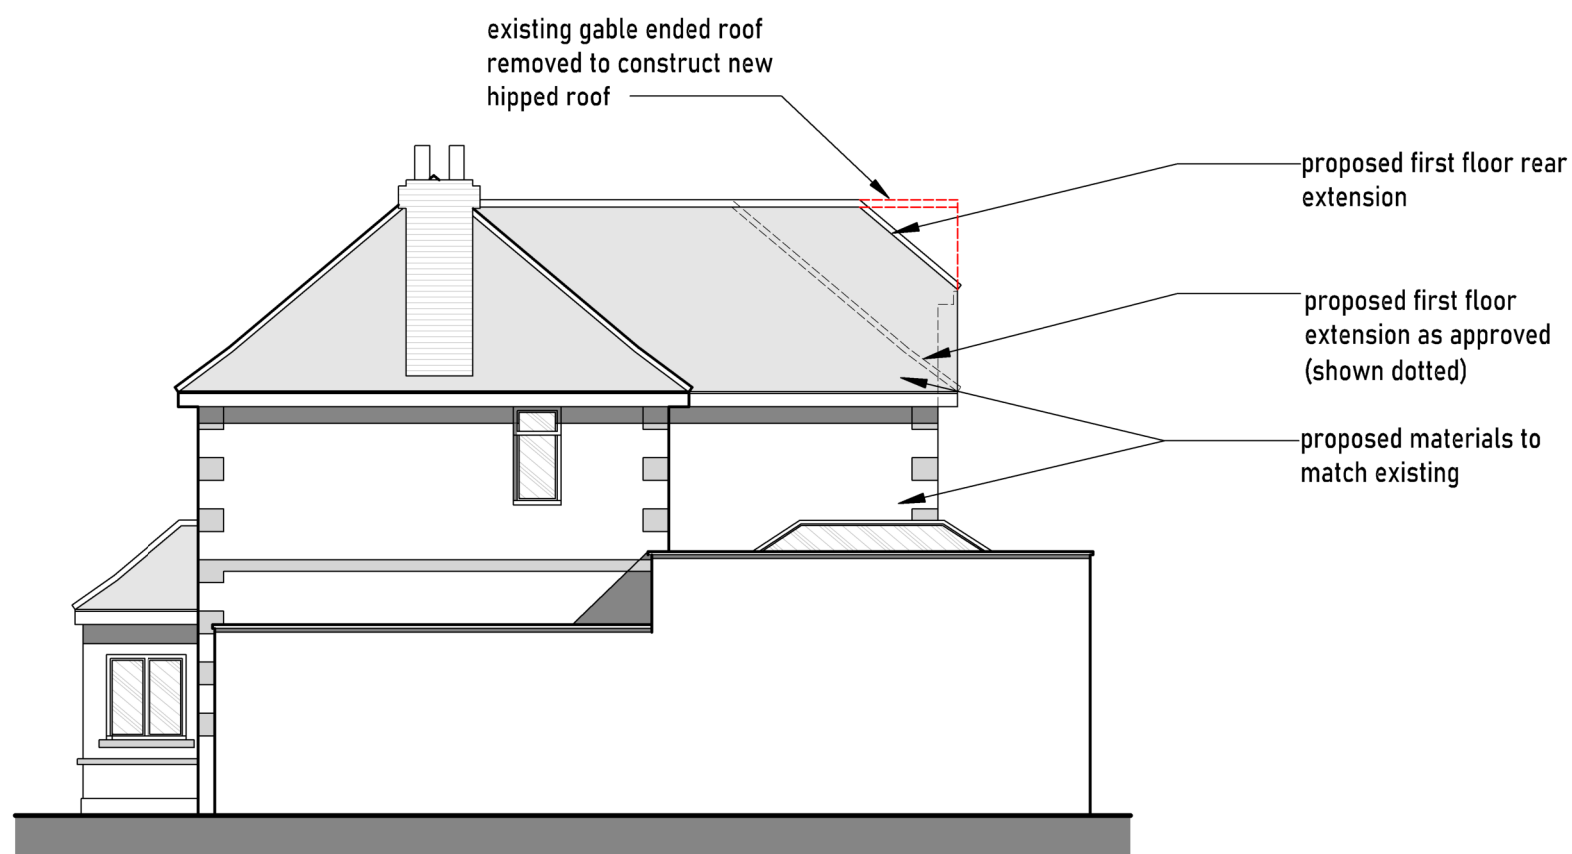 existing gable ended roof
removed to construct new
hipped roof
proposed first floor rear
extension
proposed first floor
extension as approved
(shown dotted)
proposed materials to
match existing